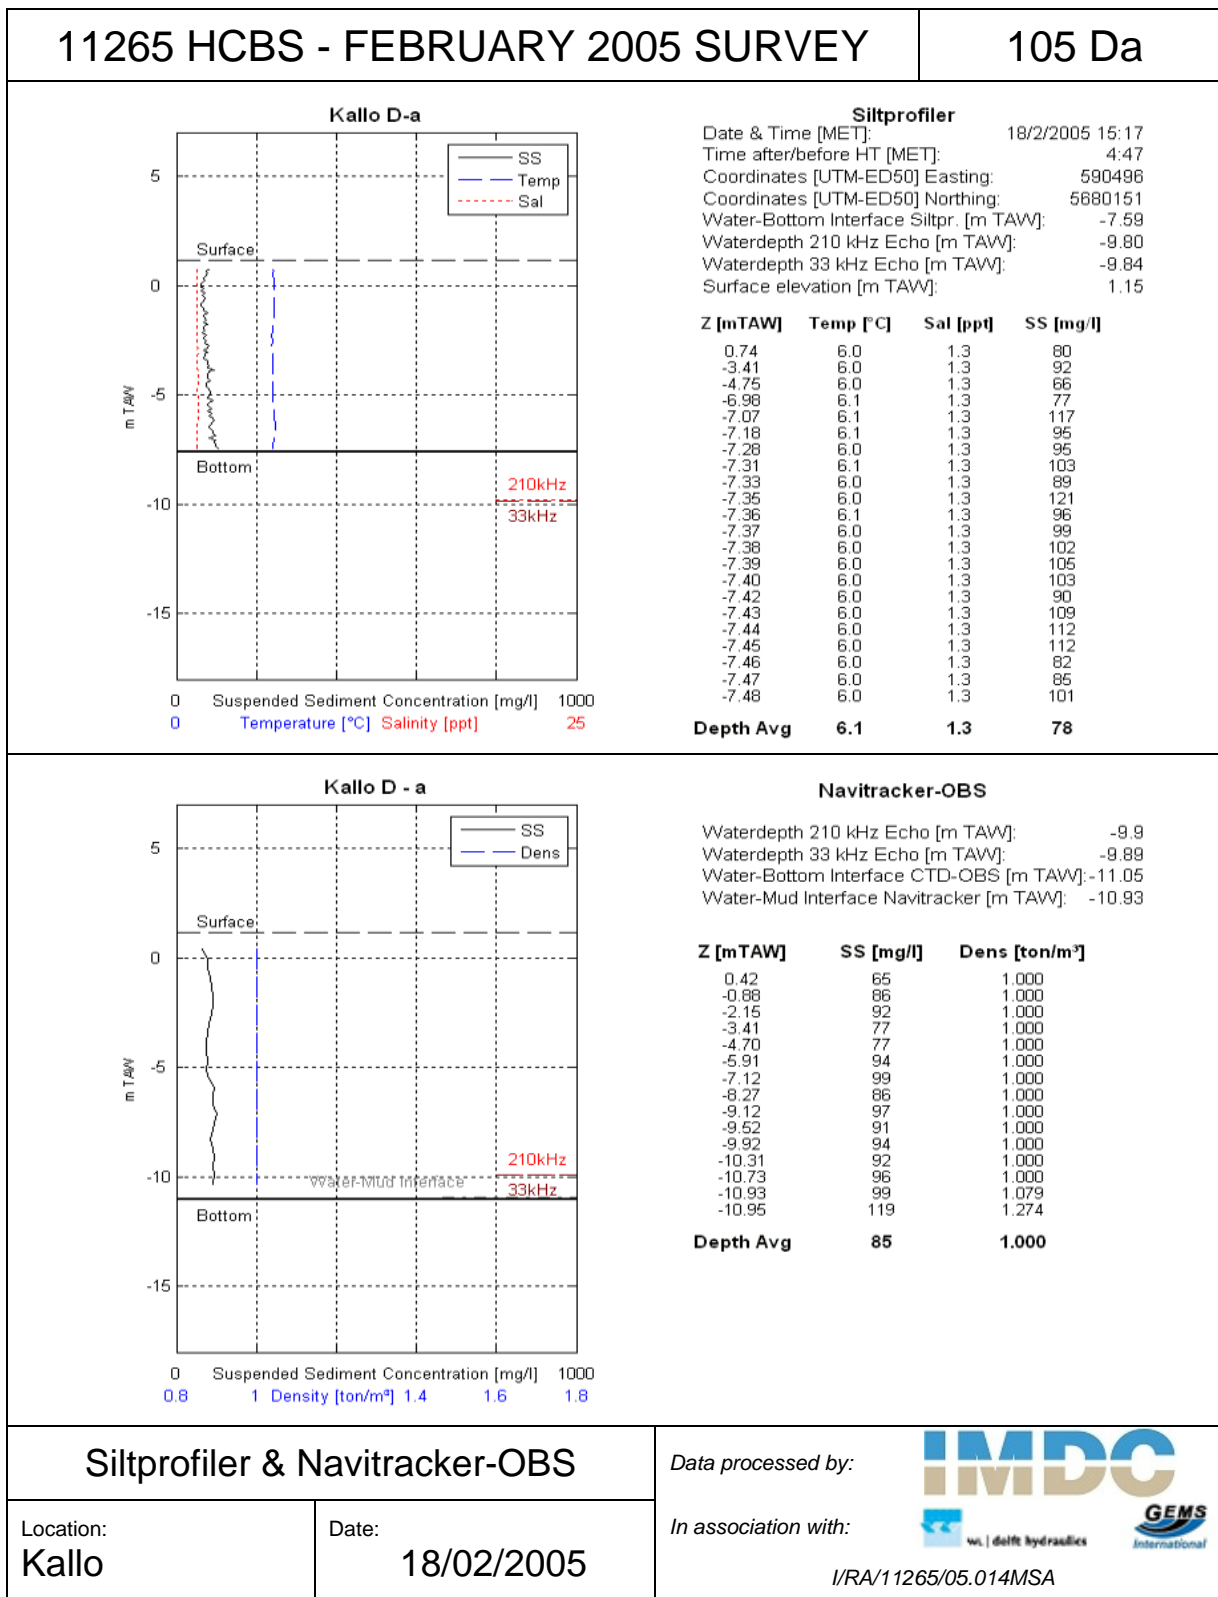 11265 HCBS - FEBRUARY 2005 SURVEY
105 Da
Kallo D-a
SS
Temp
Sal
5
Surface
0
-5
m TAW
Bottom
210kHz
-10
33kHz
-15
0 Suspended Sediment Concentration [mg/l] 1000
0 Temperature [°C] Salinity [ppt] 25
Siltprofiler
Date & Time [MET]: 18/2/2005 15:17
Time after/before HT [MET]: 4:47
Coordinates [UTM-ED50] Easting: 590496
Coordinates [UTM-ED50] Northing: 5680151
Water-Bottom Interface Siltpr. [m TAW]: -7.59
Waterdepth 210 kHz Echo [m TAW]: -9.80
Waterdepth 33 kHz Echo [m TAW]: -9.84
Surface elevation [m TAW]: 1.15
Z [mTAW] Temp [°C] Sal [ppt] SS [mg/l]
0.74 6.0 1.3 80
-3.41 6.0 1.3 92
-4.75 6.0 1.3 66
-6.98 6.1 1.3 77
-7.07 6.1 1.3 117
-7.18 6.1 1.3 95
-7.28 6.0 1.3 95
-7.31 6.1 1.3 103
-7.33 6.0 1.3 89
-7.35 6.0 1.3 121
-7.36 6.1 1.3 96
-7.37 6.0 1.3 99
-7.38 6.0 1.3 102
-7.39 6.0 1.3 105
-7.40 6.0 1.3 103
-7.42 6.0 1.3 90
-7.43 6.0 1.3 109
-7.44 6.0 1.3 112
-7.45 6.0 1.3 112
-7.46 6.0 1.3 82
-7.47 6.0 1.3 85
-7.48 6.0 1.3 101
Depth Avg 6.1 1.3 78
Kallo D - a
SS
Dens
5
Surface
0
-5
m TAW
210kHz
-10
Water-Mud Interface
33kHz
Bottom
-15
0 Suspended Sediment Concentration [mg/l] 1000
0.8 1 Density [ton/m³] 1.4 1.6 1.8
Navitracker-OBS
Waterdepth 210 kHz Echo [m TAW]: -9.9
Waterdepth 33 kHz Echo [m TAW]: -9.89
Water-Bottom Interface CTD-OBS [m TAW]:-11.05
Water-Mud Interface Navitracker [m TAW]: -10.93
Z [mTAW] SS [mg/l] Dens [ton/m³]
0.42 65 1.000
-0.88 86 1.000
-2.15 92 1.000
-3.41 77 1.000
-4.70 77 1.000
-5.91 94 1.000
-7.12 99 1.000
-8.27 86 1.000
-9.12 97 1.000
-9.52 91 1.000
-9.92 94 1.000
-10.31 92 1.000
-10.73 96 1.000
-10.93 99 1.079
-10.95 119 1.274
Depth Avg 85 1.000
Siltprofiler & Navitracker-OBS
Location:
Kallo
Date:
18/02/2005
Data processed by:
IMDC
In association with:
wL | delft hydraulics
GEMS
International
I/RA/11265/05.014MSA